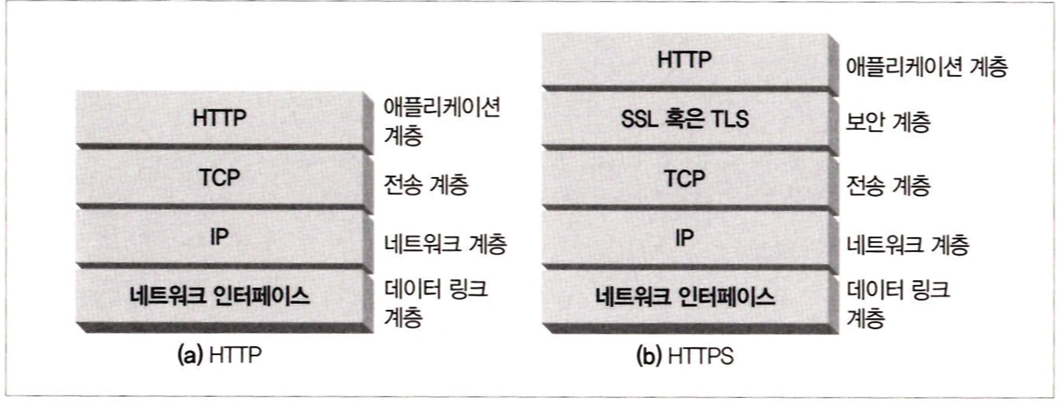 HTTP
애플리케이션
계층
TCP
전송 계층
IP
네트워크 계층
네트워크 인터페이스
데이터 링크
계층
(a) HTTP
HTTP
애플리케이션 계층
SSL 혹은 TLS
보안 계층
TCP
전송 계층
IP
네트워크 계층
네트워크 인터페이스
데이터 링크
계층
(b) HTTPS